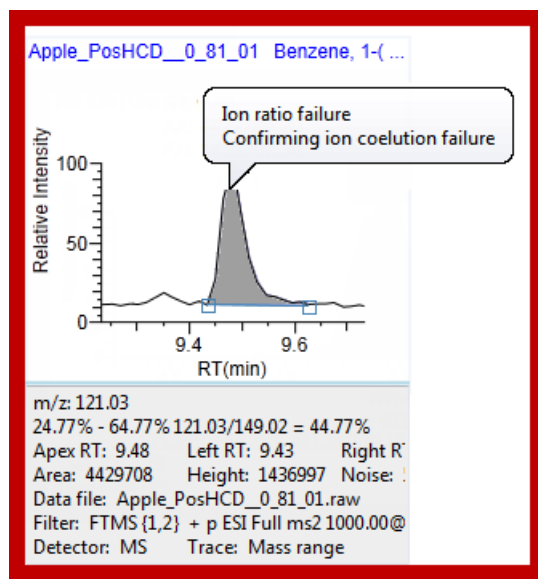 Apple_PosHCD__0_81_01 Benzene, 1-( ...
Ion ratio failure
Confirming ion coelution failure
Relative Intensity
100
50
0
9.4 9.6
RT(min)
m/z: 121.03
24.77% - 64.77% 121.03/149.02 = 44.77%
Apex RT: 9.48 Left RT: 9.43 Right R
Area: 4429708 Height: 1436997 Noise:
Data file: Apple_PosHCD__0_81_01.raw
Filter: FTMS {1,2} + p ESI Full ms2 1000.00@
Detector: MS Trace: Mass range